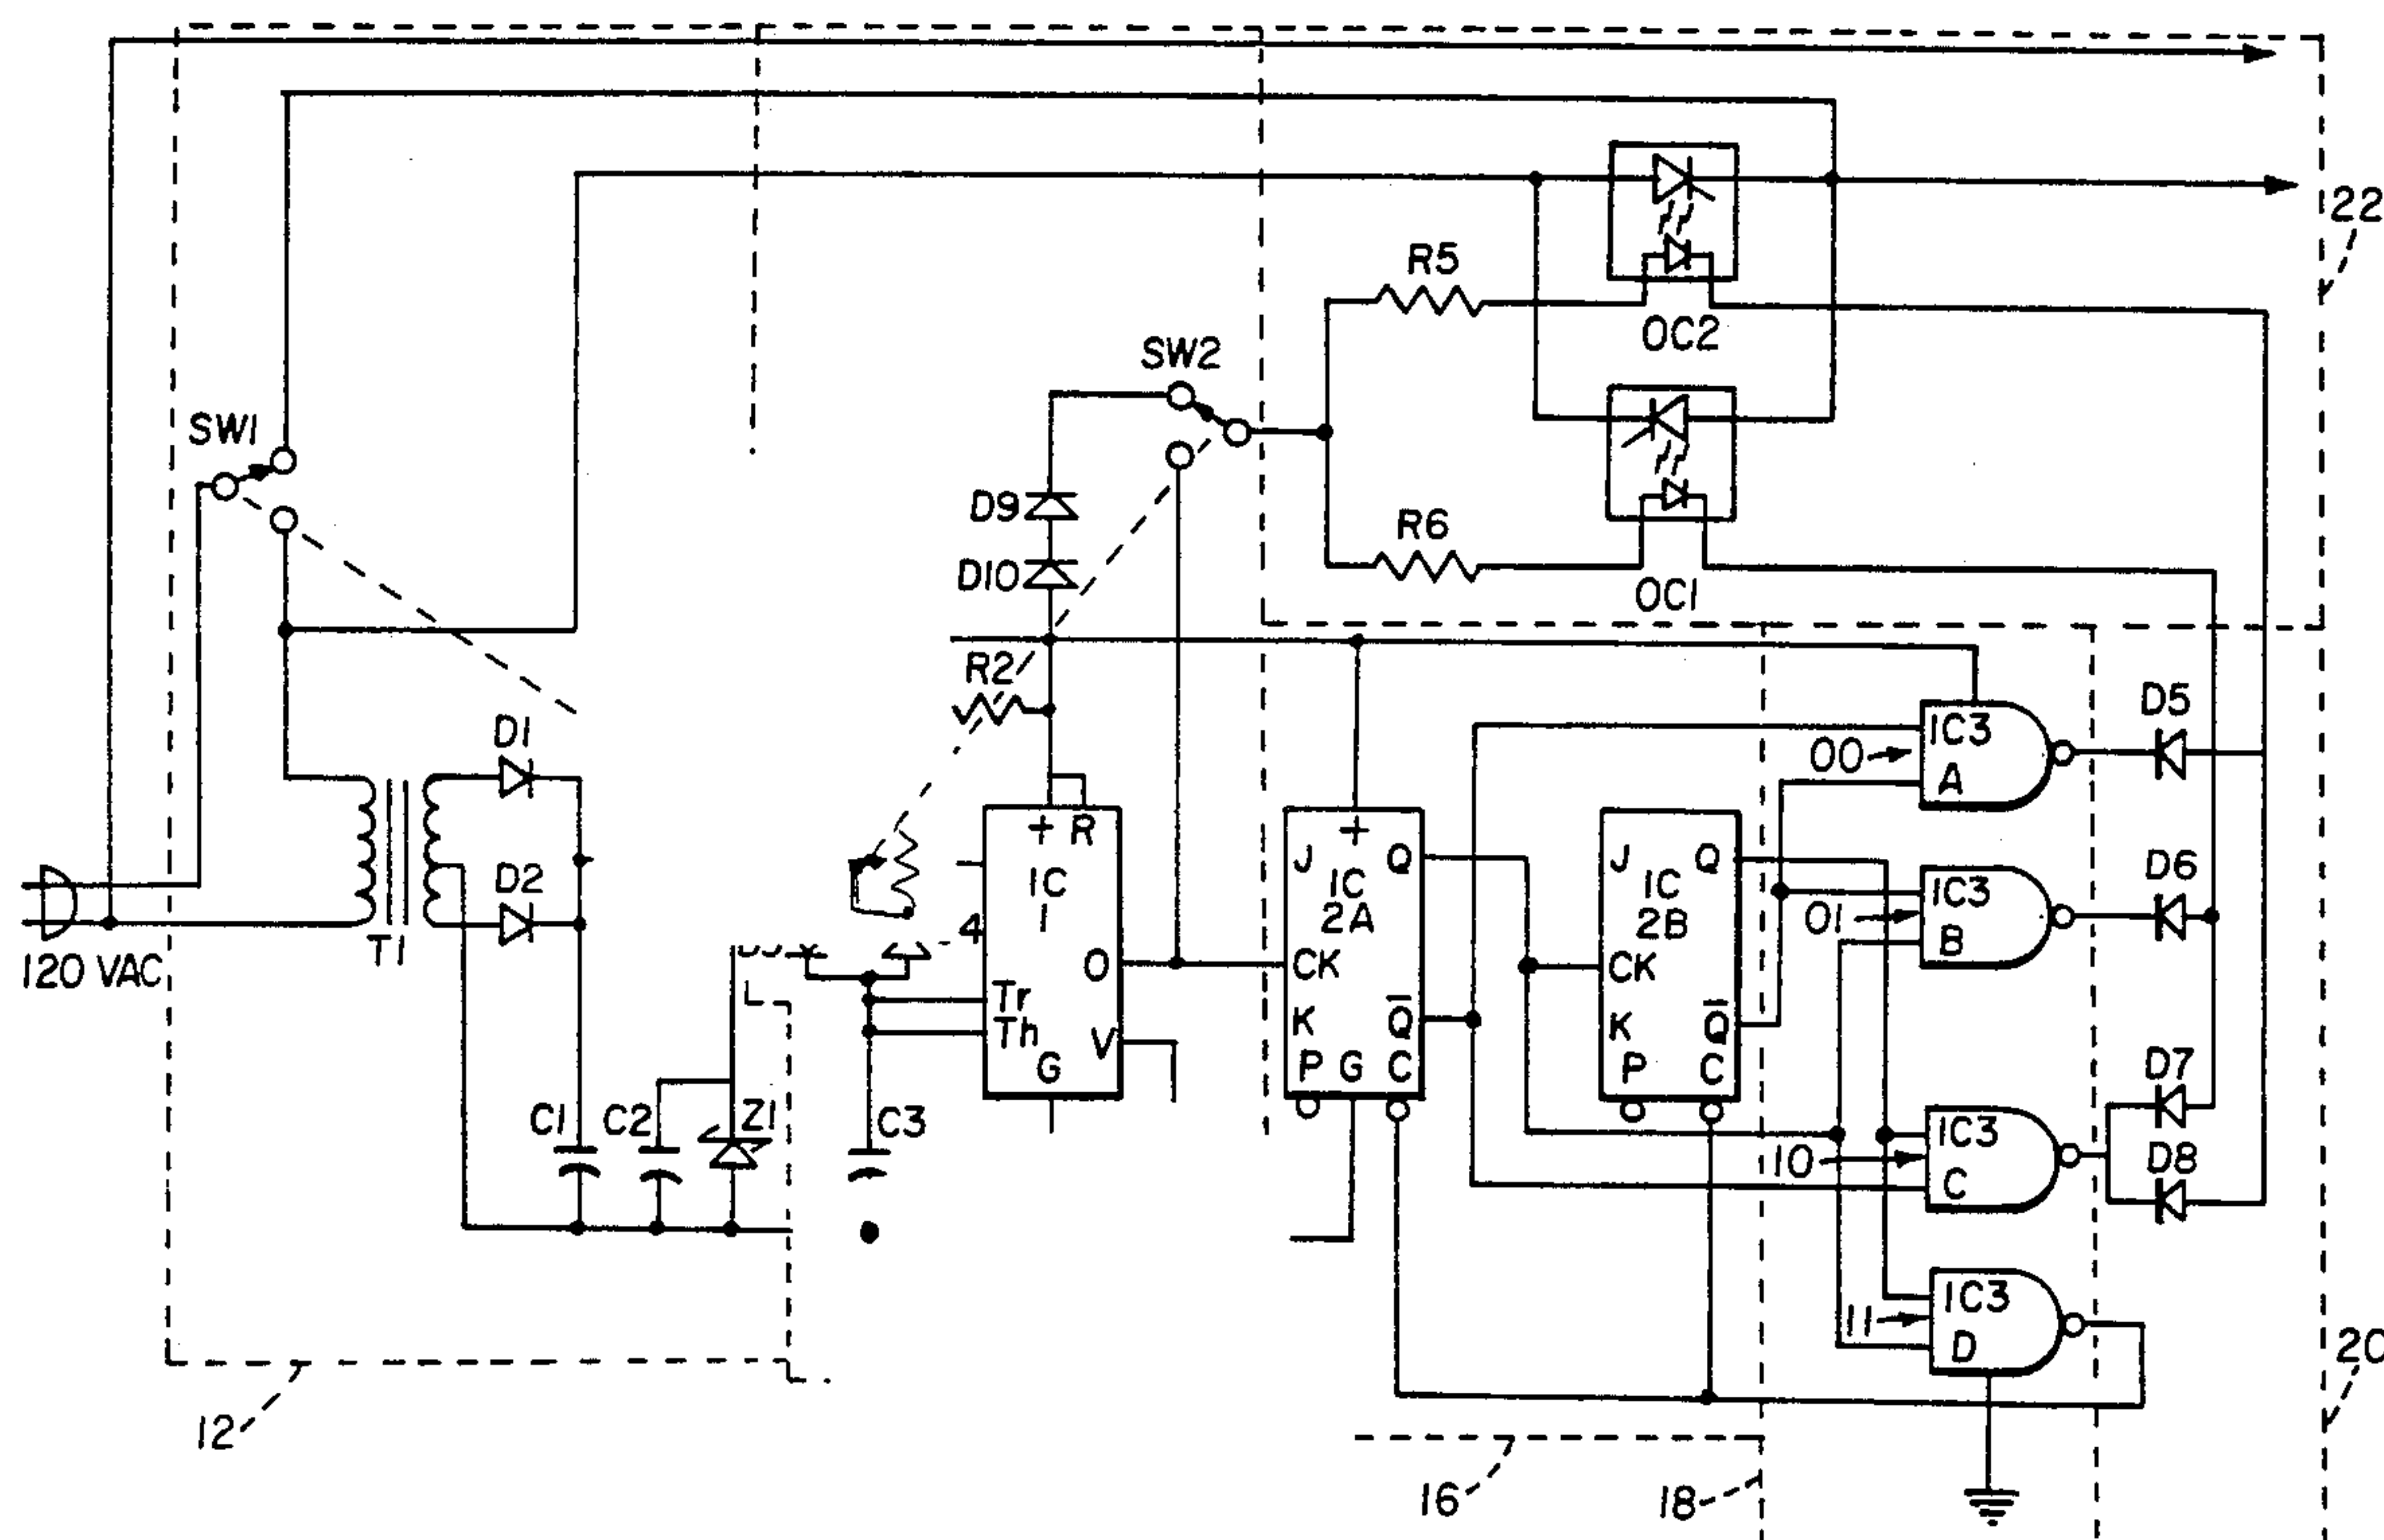 22
R5
OC2
SW2
SW1
D9
D10
R6
OC1
R2
D1
D5
IC3
A
00
+ R
IC
1
+
J Q
IC
2A
J Q
IC
2B
D2
T1
IC3
B
01
D6
120 VAC
4
O
CK
CK
Tr
Th
K
Q̄
K
Q̄
V
G
P G C
P C
D7
C1
C2
Z1
C3
IC3
C
10
D8
IC3
D
11
20
12
16
18